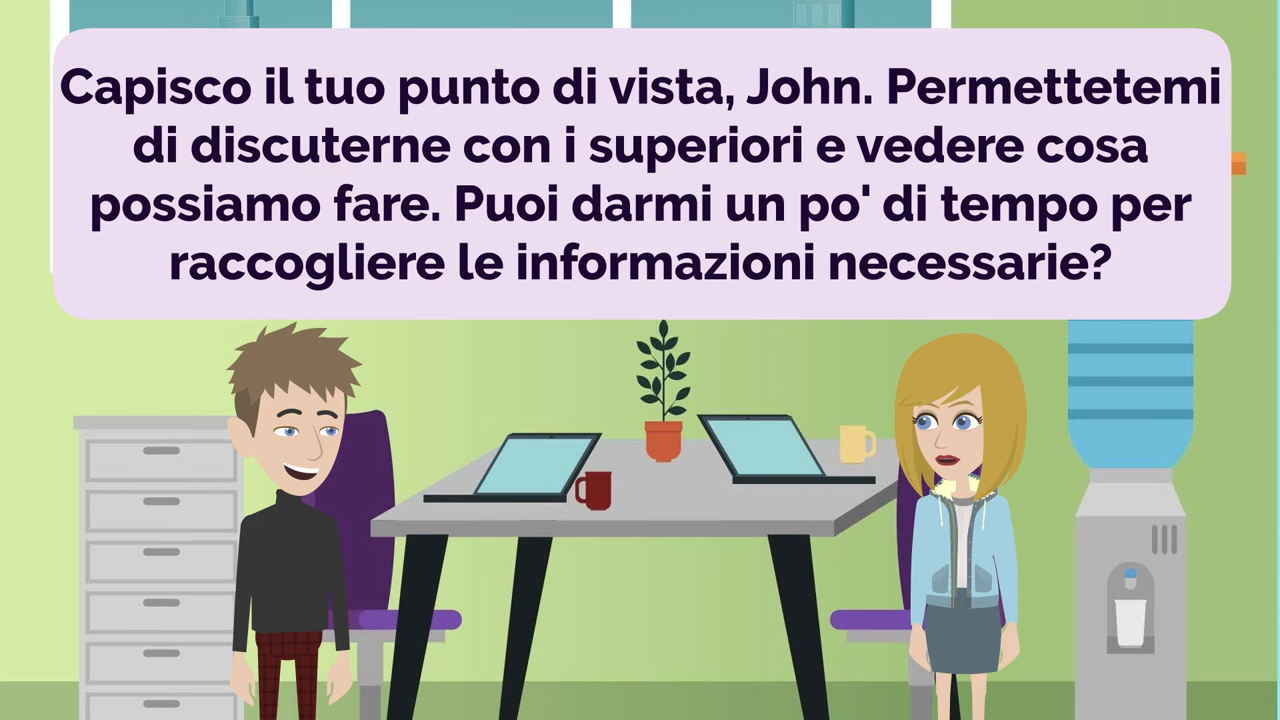 Capisco il tuo punto di vista, John. Permettetemi
di discuterne con i superiori e vedere cosa
possiamo fare. Puoi darmi un po' di tempo per
raccogliere le informazioni necessarie?